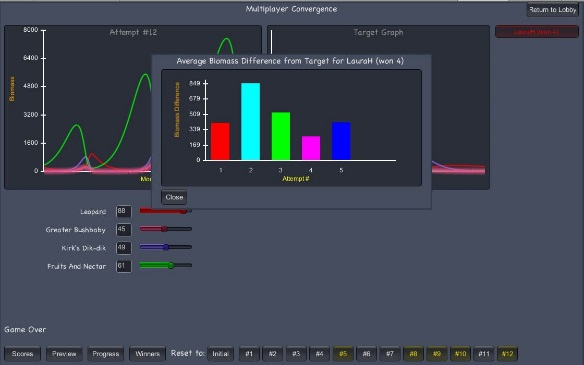 Multiplayer Convergence
Return to Lobby
8000
Attempt #12
Target Graph
LauraH (won 4)
6400
4800
3200
1600
0
Biomass
Average Biomass Difference from Target for LauraH (won 4)
849
679
509
339
169
0
Biomass Difference
1 2 3 4 5
Attempt #
Close
Leopard 88
Greater Bushbaby 45
Kirk's Dik-dik 49
Fruits And Nectar 61
Game Over
Scores Preview Progress Winners Reset to: Initial #1 #2 #3 #4 #5 #6 #7 #8 #9 #10 #11 #12